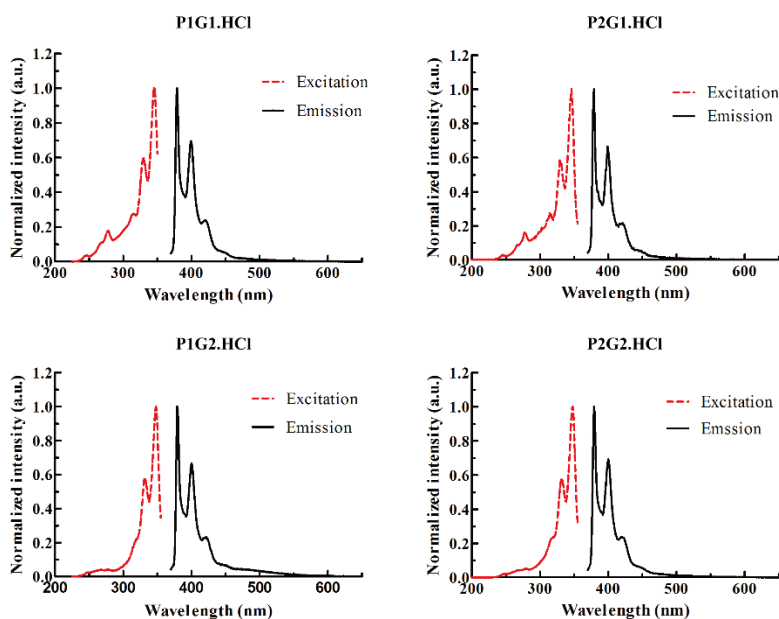 P1G1.HCl
Normalized intensity (a.u.)
1.2
1.0
0.8
0.6
0.4
0.2
0.0
200 300 400 500 600
Wavelength (nm)
Excitation
Emission
P2G1.HCl
Normalized intensity (a.u.)
1.2
1.0
0.8
0.6
0.4
0.2
0.0
200 300 400 500 600
Wavelength (nm)
Excitation
Emission
P1G2.HCl
Normalized intensity (a.u.)
1.2
1.0
0.8
0.6
0.4
0.2
0.0
200 300 400 500 600
Wavelength (nm)
Excitation
Emission
P2G2.HCl
Normalized intensity (a.u.)
1.2
1.0
0.8
0.6
0.4
0.2
0.0
200 300 400 500 600
Wavelength (nm)
Excitation
Emssion